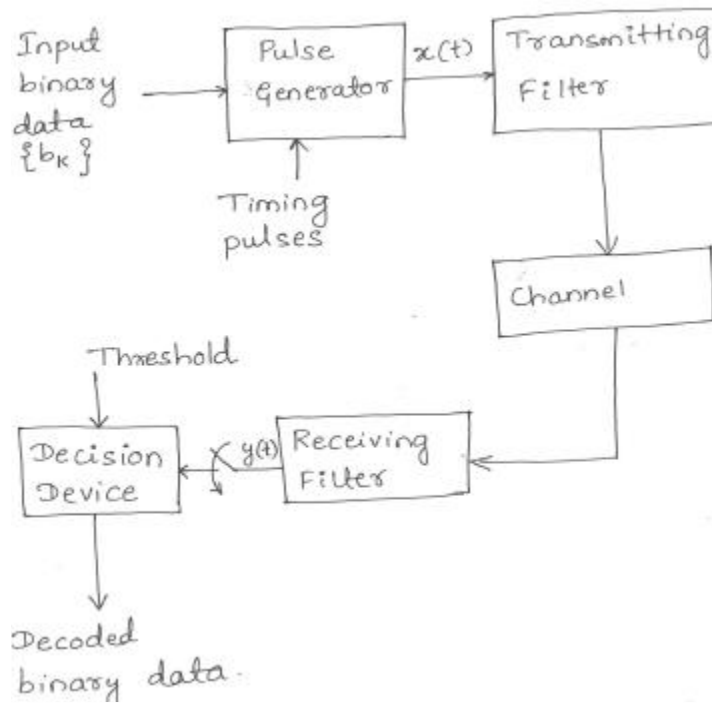 Input
binary
data
{bₖ}
Pulse
Generator
x(t)
Transmitting
Filter
Timing
pulses
Channel
Threshold
Decision
Device
y(t)
Receiving
Filter
Decoded
binary data.